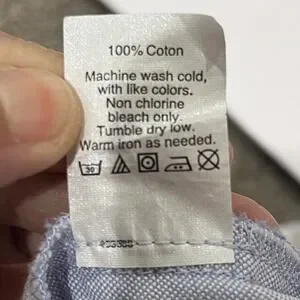 100% Coton
Machine wash cold,
with like colors.
Non chlorine
bleach only.
Tumble dry low.
Warm iron as needed.
30